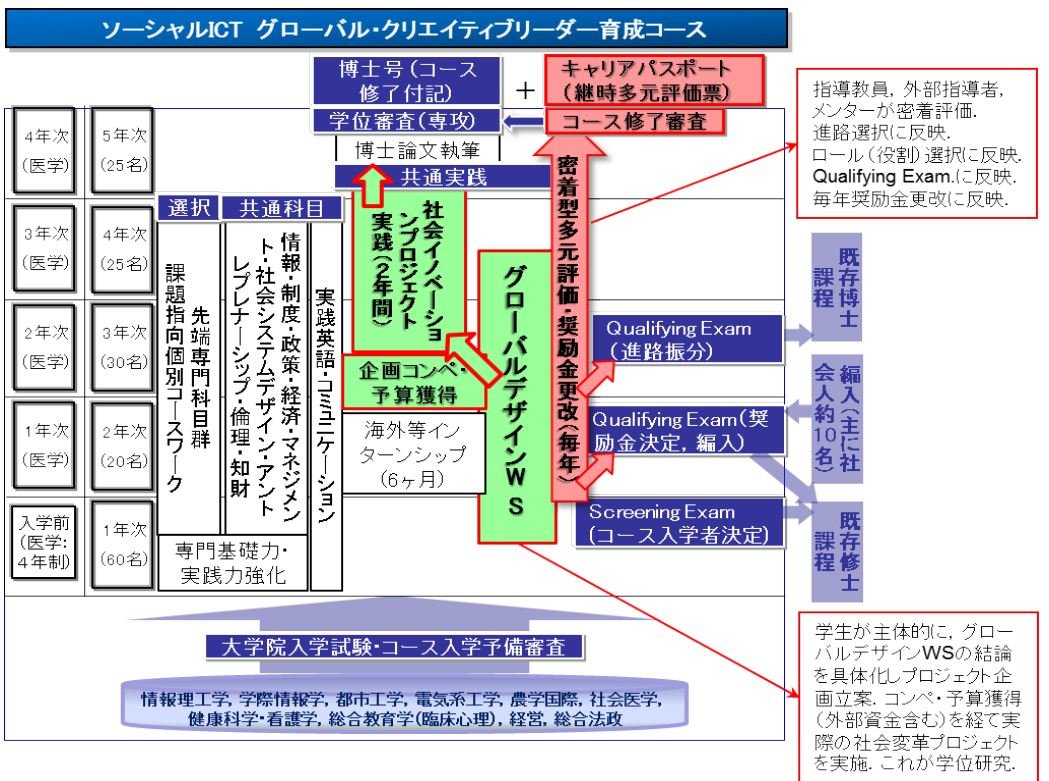 ソーシャルICT グローバル・クリエイティブリーダー育成コース
博士号(コース
修了付記)
+
キャリアパスポート
(継時多元評価票)
学位審査(専攻)
コース修了審査
博士論文執筆
共通実践
4年次
(医学)
5年次
(25名)
3年次
(医学)
4年次
(25名)
2年次
(医学)
3年次
(30名)
1年次
(医学)
2年次
(20名)
入学前
(医学:
4年制)
1年次
(60名)
選択
共通科目
先端専門科目群
課題指向個別コースワーク
情報・制度・政策・経済・マネジメン
ト・社会システムデザイン・アント
レプレナーシップ・倫理・知財
実践英語・コミュニケーション
専門基礎力・
実践力強化
社会イノベーショ
ンプロジェクト
実践(2年間)
企画コンペ・
予算獲得
海外等イン
ターンシップ
(6ヶ月)
グローバルデザインWS
密着型多元評価・奨励金更改(毎年)
Qualifying Exam
(進路振分)
Qualifying Exam(奨
励金決定, 編入)
Screening Exam
(コース入学者決定)
既存博士
課程
編入(主に社
会人約10名)
既存修士
課程
指導教員, 外部指導者,
メンターが密着評価.
進路選択に反映.
ロール(役割)選択に反映.
Qualifying Exam.に反映.
毎年奨励金更改に反映.
学生が主体的に, グロー
バルデザインWSの結論
を具体化しプロジェクト企
画立案. コンペ・予算獲得
(外部資金含む)を経て実
際の社会変革プロジェクト
を実施. これが学位研究.
大学院入学試験・コース入学予備審査
情報理工学, 学際情報学, 都市工学, 電気系工学, 農学国際, 社会医学,
健康科学・看護学, 総合教育学(臨床心理), 経営, 総合法政